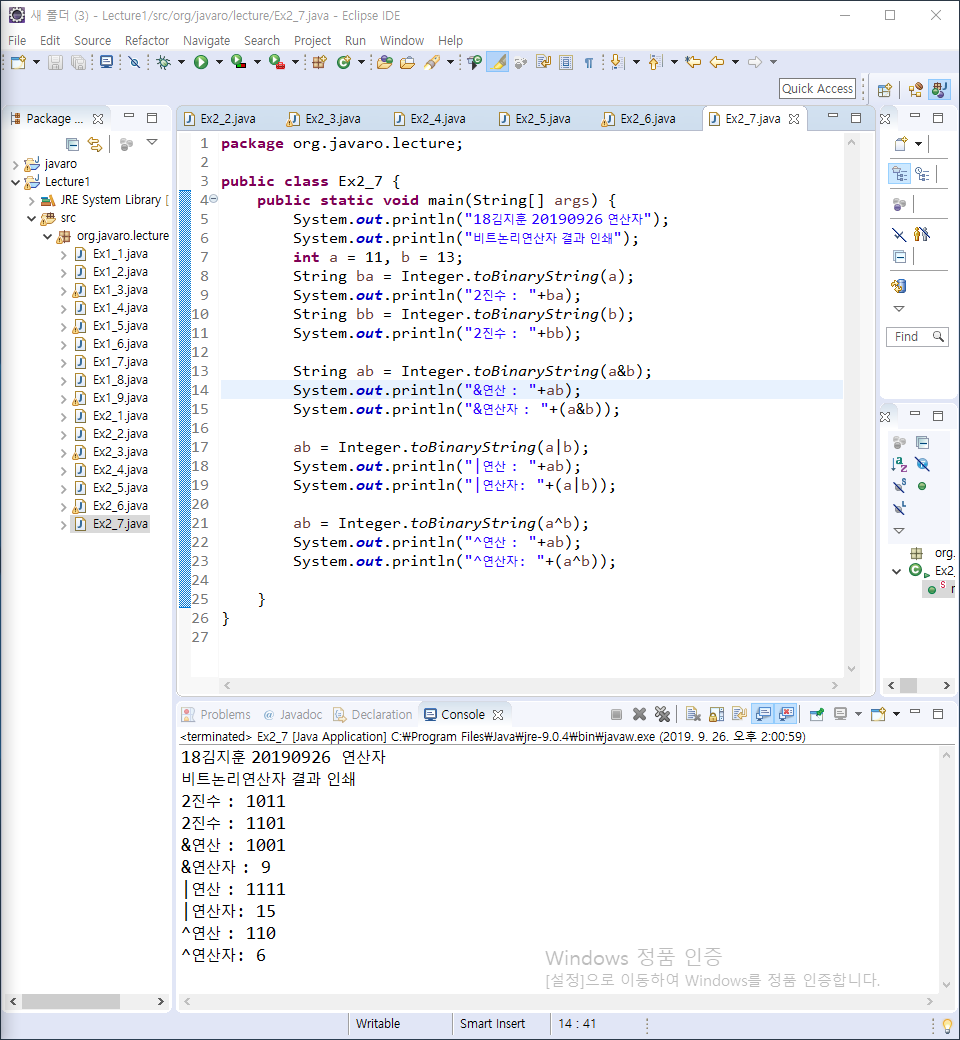 새 폴더 (3) - Lecture1/src/org/javaro/lecture/Ex2_7.java - Eclipse IDE
File Edit Source Refactor Navigate Search Project Run Window Help
Quick Access
Package ...
javaro
Lecture1
JRE System Library [
src
org.javaro.lecture
Ex1_1.java
Ex1_2.java
Ex1_3.java
Ex1_4.java
Ex1_5.java
Ex1_6.java
Ex1_7.java
Ex1_8.java
Ex1_9.java
Ex2_1.java
Ex2_2.java
Ex2_3.java
Ex2_4.java
Ex2_5.java
Ex2_6.java
Ex2_7.java
Ex2_2.java Ex2_3.java Ex2_4.java Ex2_5.java Ex2_6.java Ex2_7.java
1 package org.javaro.lecture;
2
3 public class Ex2_7 {
4 public static void main(String[] args) {
5 System.out.println("18김지훈 20190926 연산자");
6 System.out.println("비트논리연산자 결과 인쇄");
7 int a = 11, b = 13;
8 String ba = Integer.toBinaryString(a);
9 System.out.println("2진수 : "+ba);
10 String bb = Integer.toBinaryString(b);
11 System.out.println("2진수 : "+bb);
12
13 String ab = Integer.toBinaryString(a&b);
14 System.out.println("&연산 : "+ab);
15 System.out.println("&연산자 : "+(a&b));
16
17 ab = Integer.toBinaryString(a|b);
18 System.out.println("|연산 : "+ab);
19 System.out.println("|연산자: "+(a|b));
20
21 ab = Integer.toBinaryString(a^b);
22 System.out.println("^연산 : "+ab);
23 System.out.println("^연산자: "+(a^b));
24
25 }
26 }
27
Find
org.
Ex2_
Problems @ Javadoc Declaration Console
<terminated> Ex2_7 [Java Application] C:₩Program Files₩Java₩jre-9.0.4₩bin₩javaw.exe (2019. 9. 26. 오후 2:00:59)
18김지훈 20190926 연산자
비트논리연산자 결과 인쇄
2진수 : 1011
2진수 : 1101
&연산 : 1001
&연산자 : 9
|연산 : 1111
|연산자: 15
^연산 : 110
^연산자: 6
Windows 정품 인증
[설정]으로 이동하여 Windows를 정품 인증합니다.
Writable Smart Insert 14 : 41